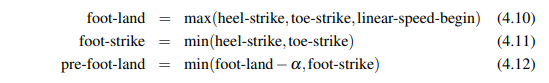 foot-land = max(heel-strike, toe-strike, linear-speed-begin) (4.10)
foot-strike = min(heel-strike, toe-strike) (4.11)
pre-foot-land = min(foot-land − α, foot-strike) (4.12)